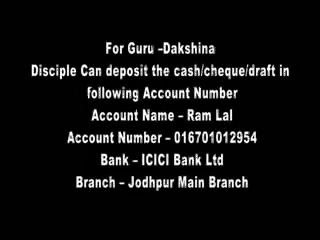 For Guru –Dakshina
Disciple Can deposit the cash/cheque/draft in
following Account Number
Account Name – Ram Lal
Account Number – 016701012954
Bank – ICICI Bank Ltd
Branch – Jodhpur Main Branch